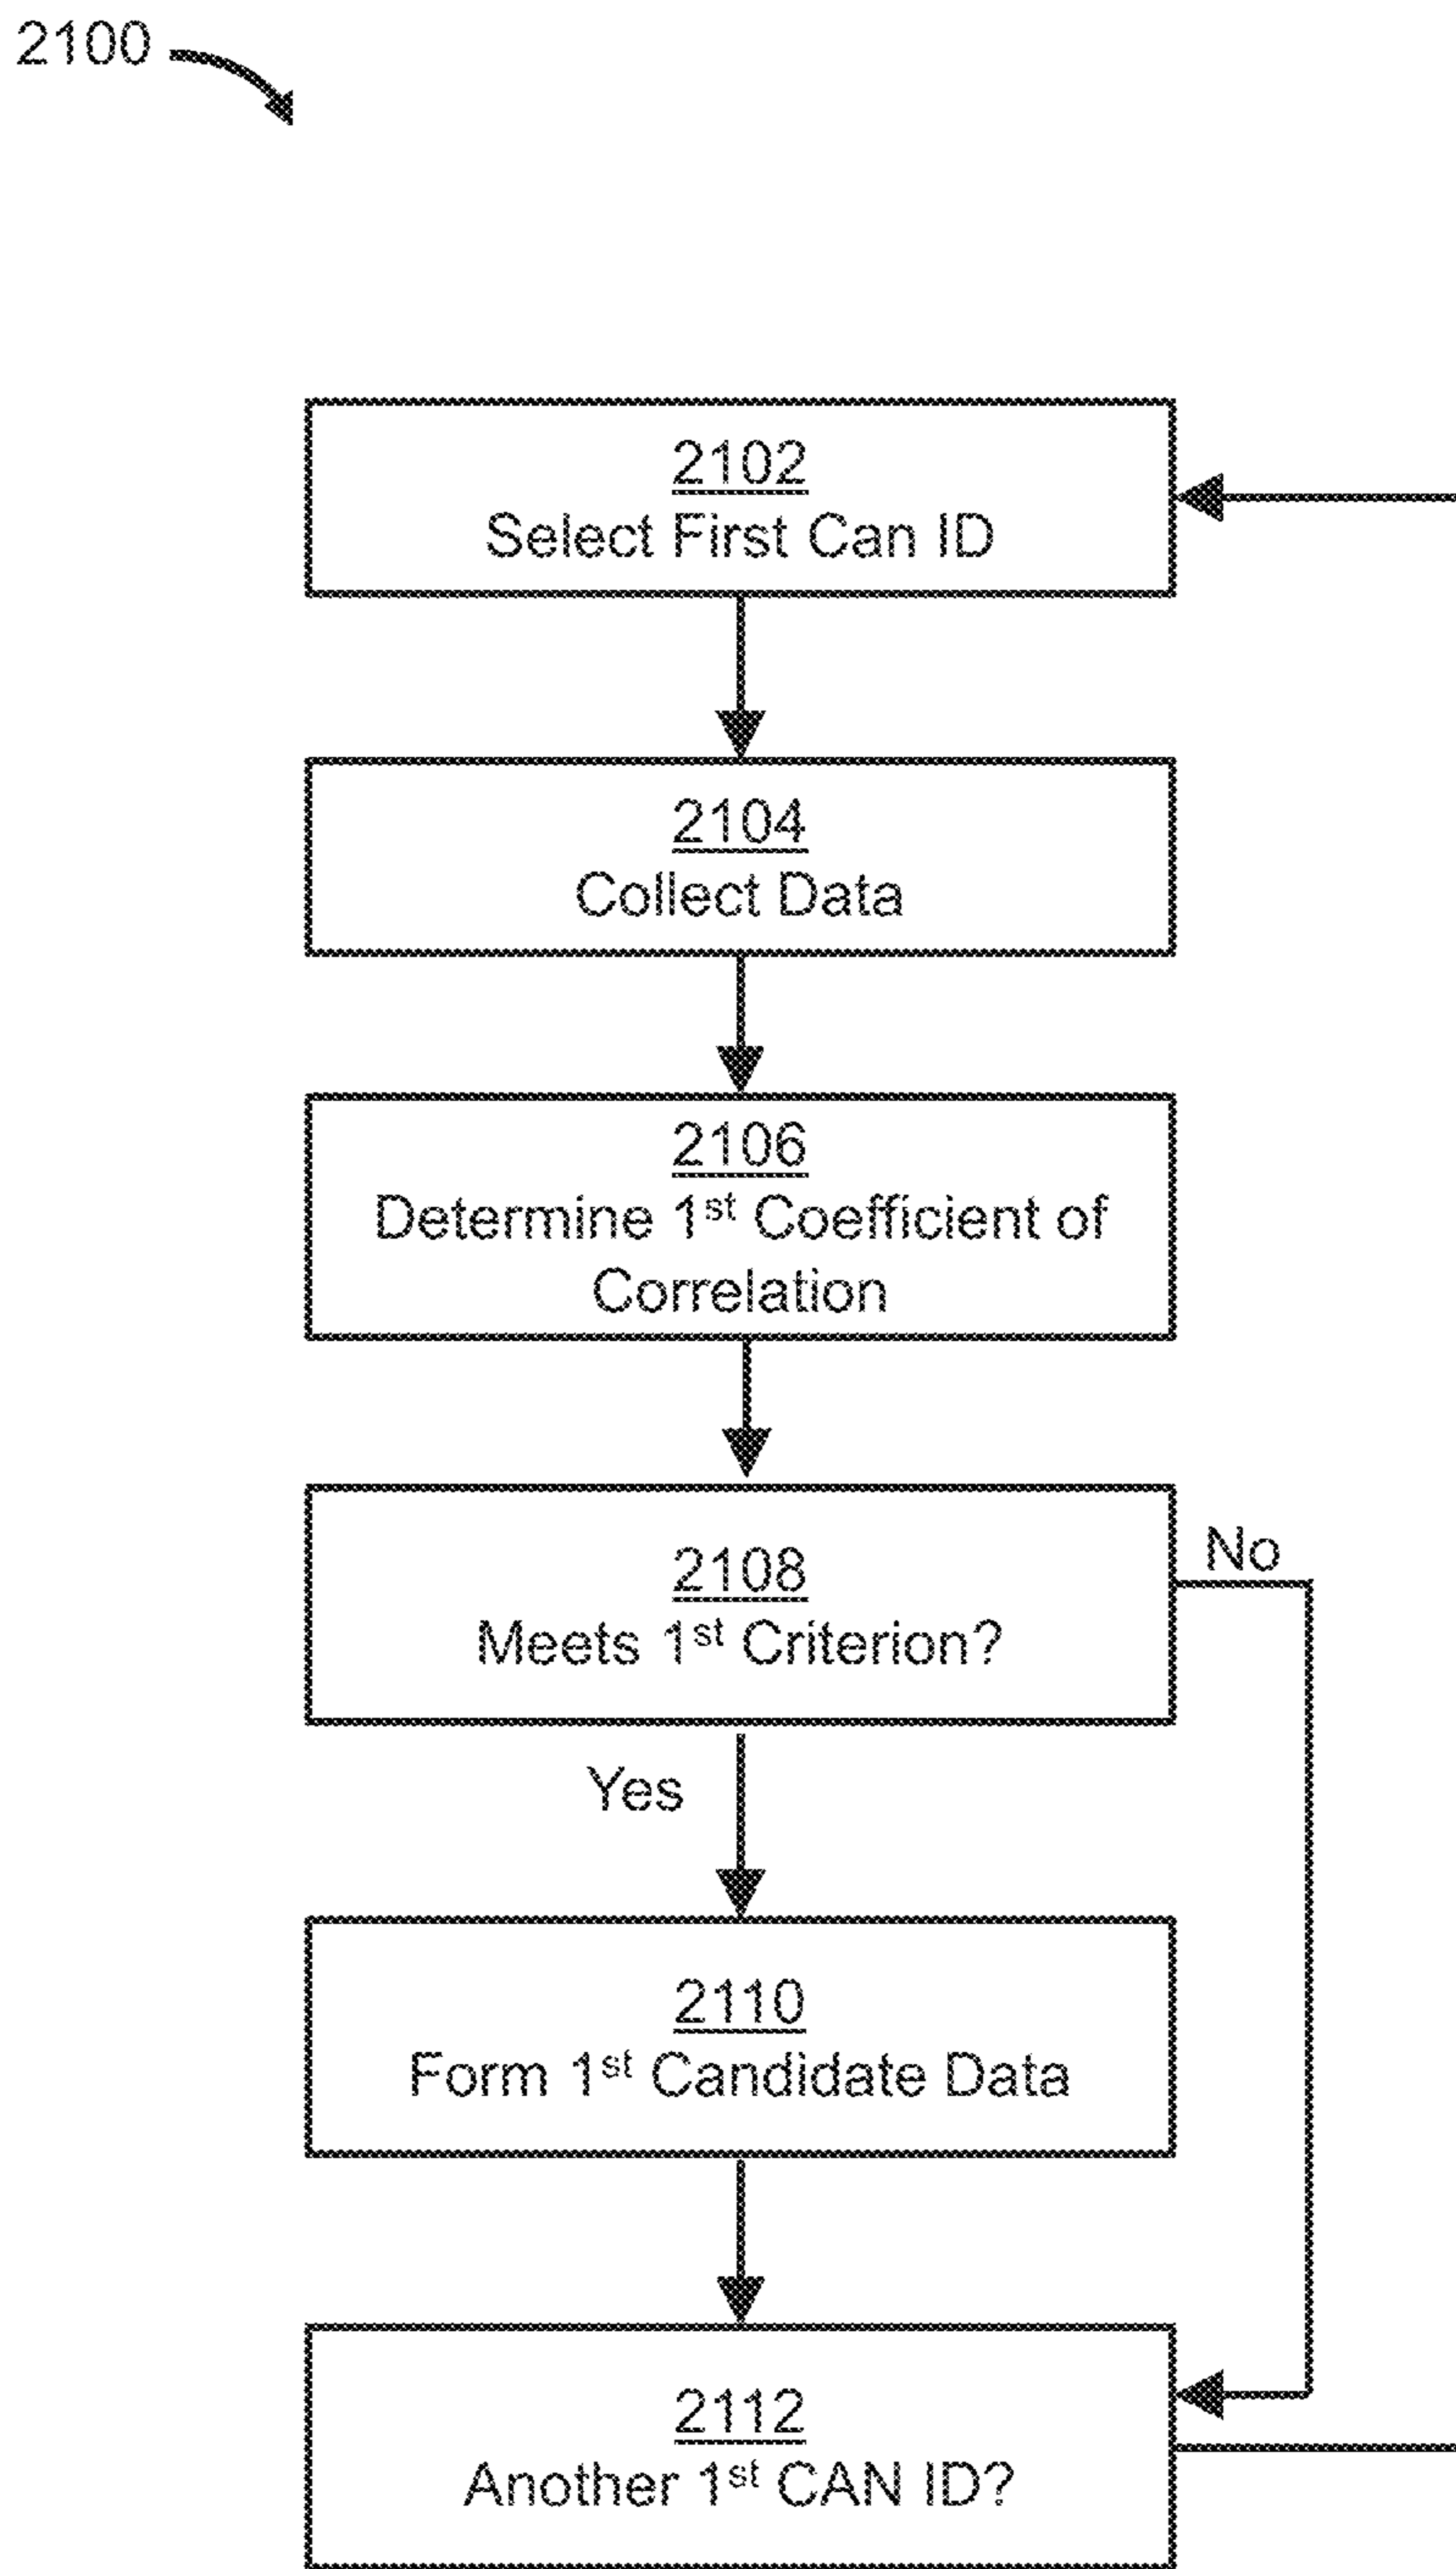 2100
2102
Select First Can ID
2104
Collect Data
2106
Determine 1st Coefficient of
Correlation
2108
Meets 1st Criterion?
No
Yes
2110
Form 1st Candidate Data
2112
Another 1st CAN ID?